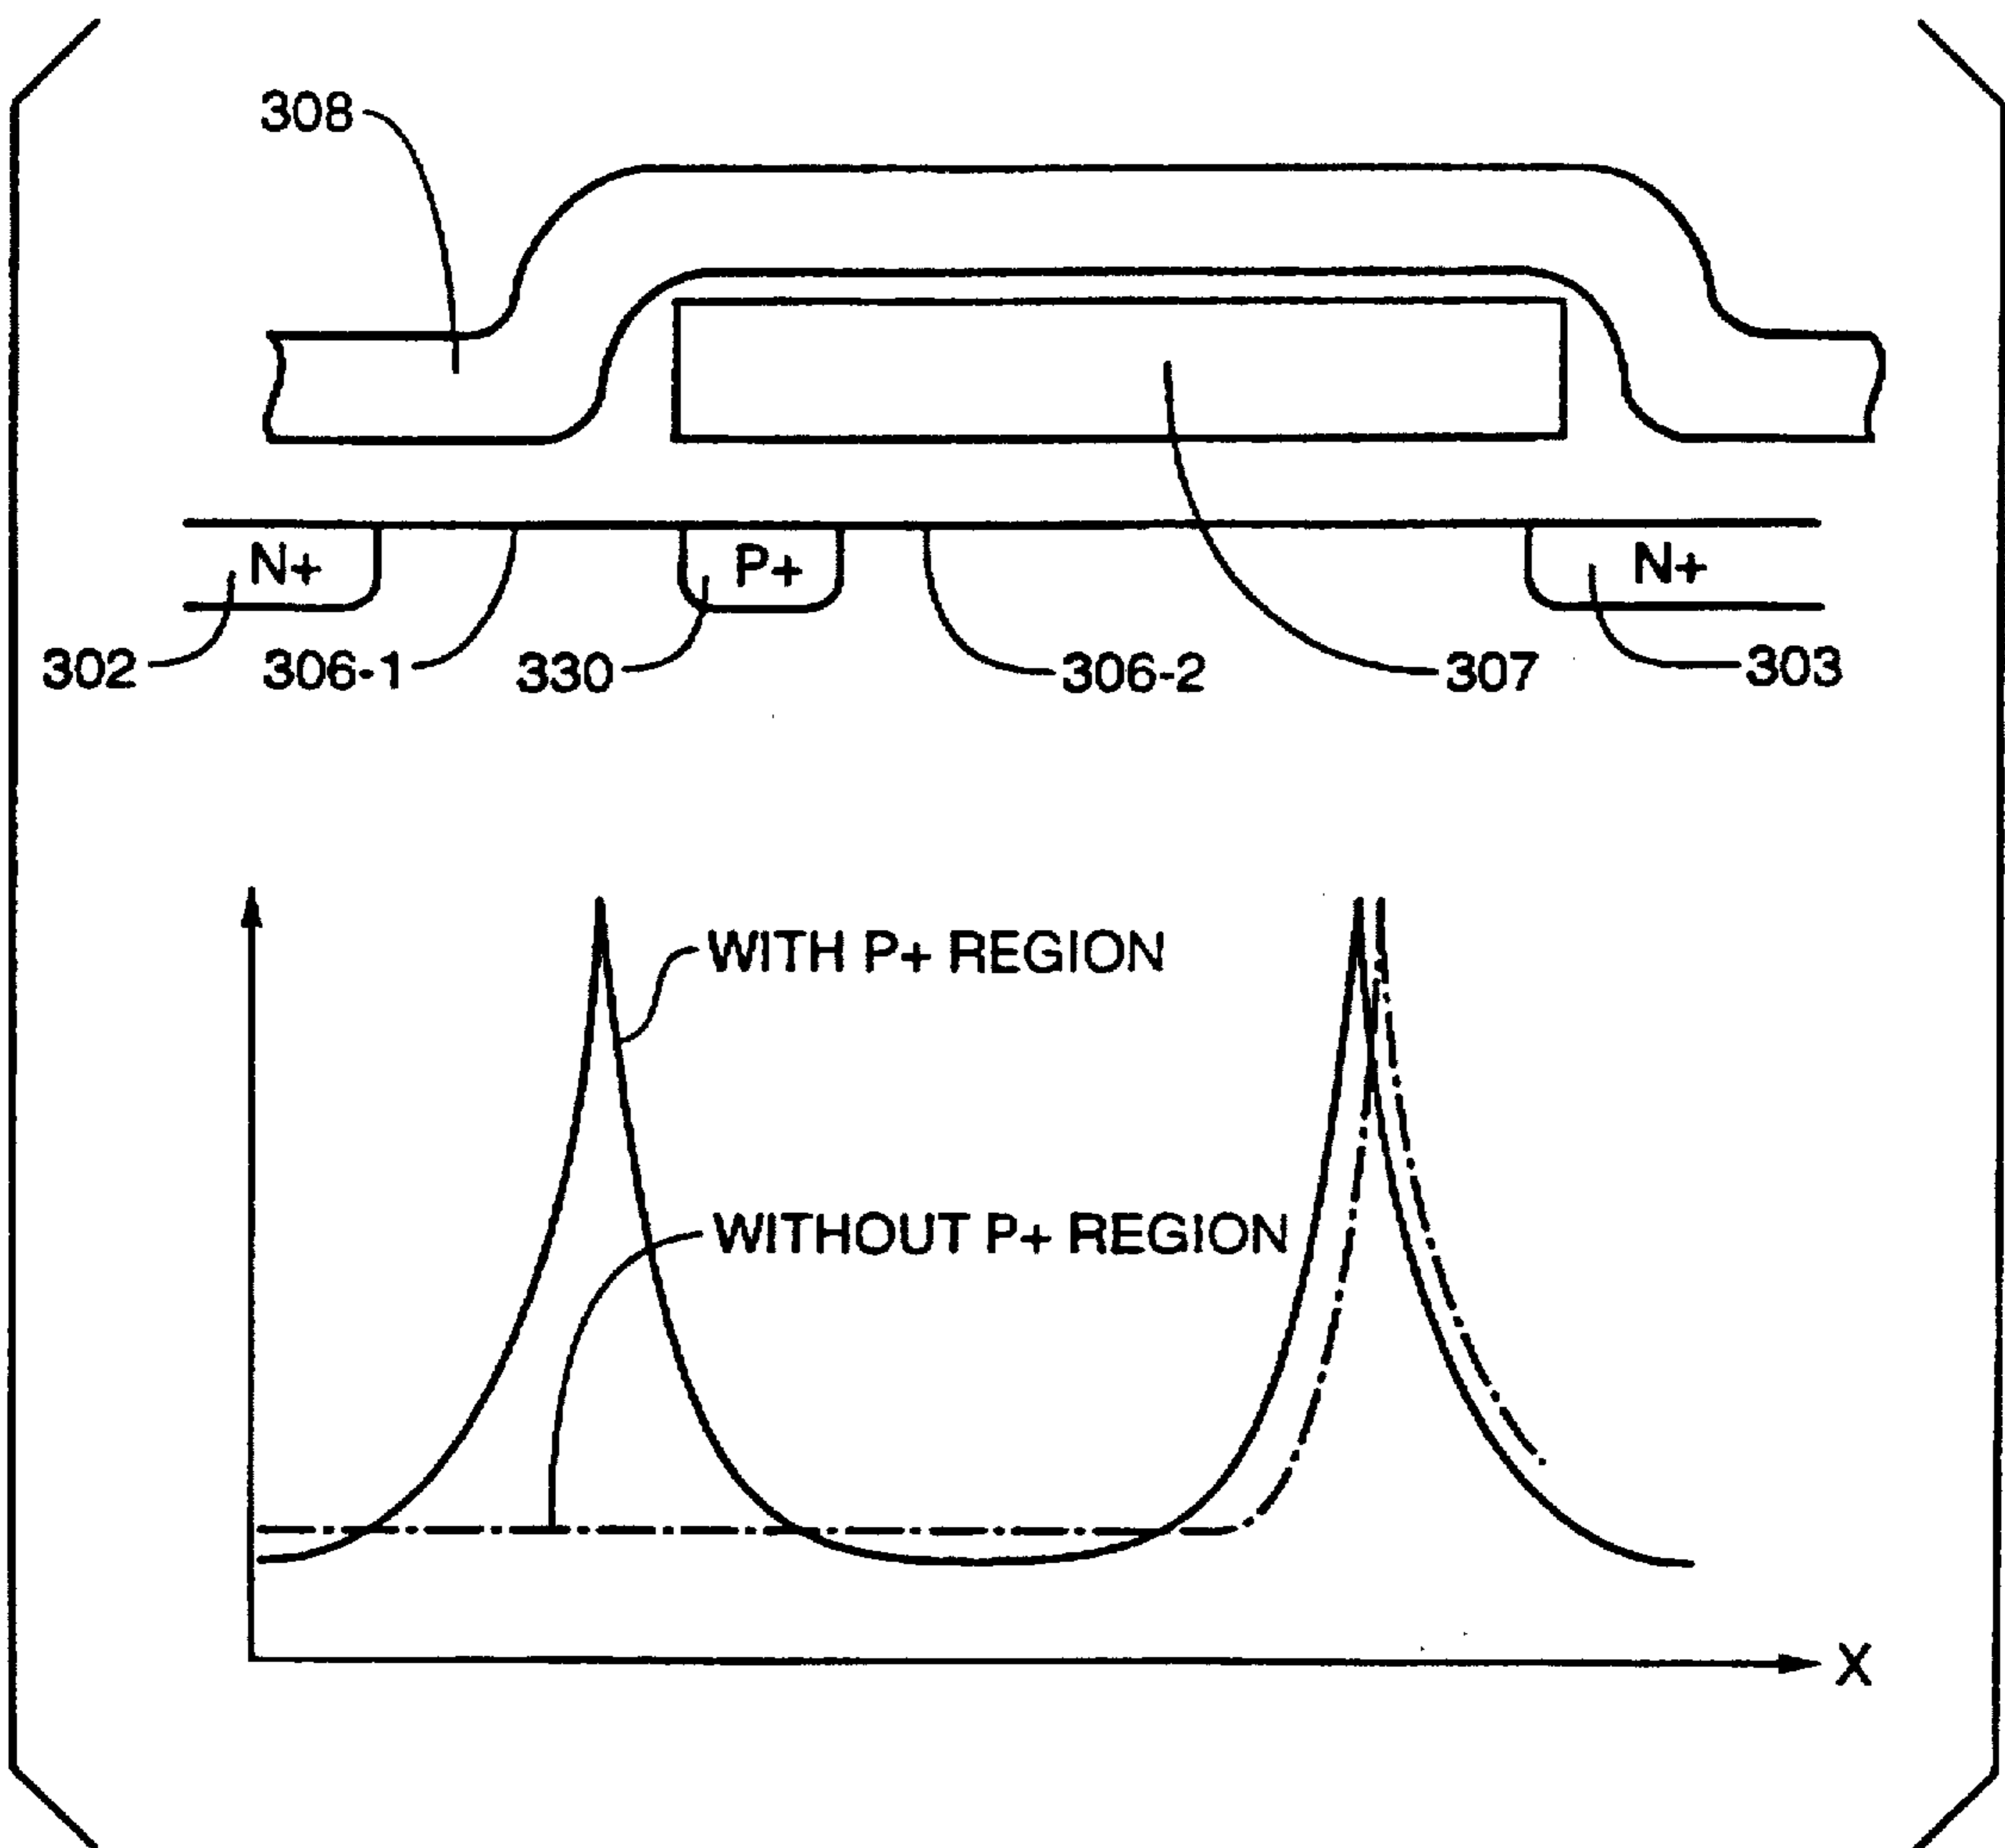 308
N+ P+ N+
302 306-1 330 306-2 307 303
WITH P+ REGION
WITHOUT P+ REGION
X